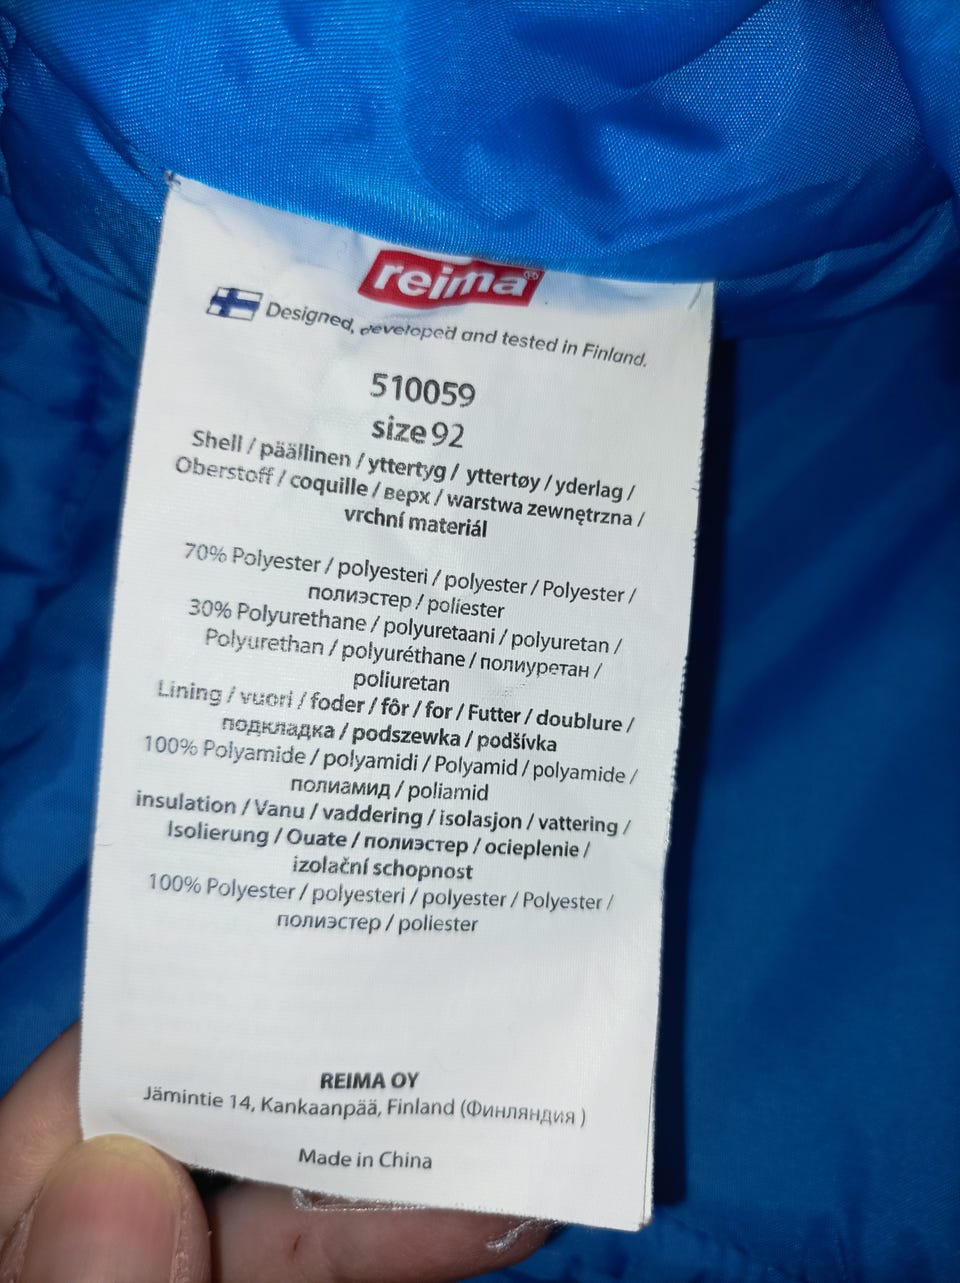 reima
Designed, developed and tested in Finland.
510059
size 92
Shell / päällinen / yttertyg / yttertøy / yderlag /
Oberstoff / coquille / верх / warstwa zewnętrzna /
vrchní materiál
70% Polyester / polyesteri / polyester / Polyester /
полиэстер / poliester
30% Polyurethane / polyuretaani / polyuretan /
Polyurethan / polyuréthane / полиуретан /
poliuretan
Lining / vuori / foder / fôr / for / Futter / doublure /
подкладка / podszewka / podšívka
100% Polyamide / polyamidi / Polyamid / polyamide /
полиамид / poliamid
insulation / Vanu / vaddering / isolasjon / vattering /
Isolierung / Ouate / полиэстер / ocieplenie /
izolační schopnost
100% Polyester / polyesteri / polyester / Polyester /
полиэстер / poliester
REIMA OY
Jämintie 14, Kankaanpää, Finland (Финляндия )
Made in China